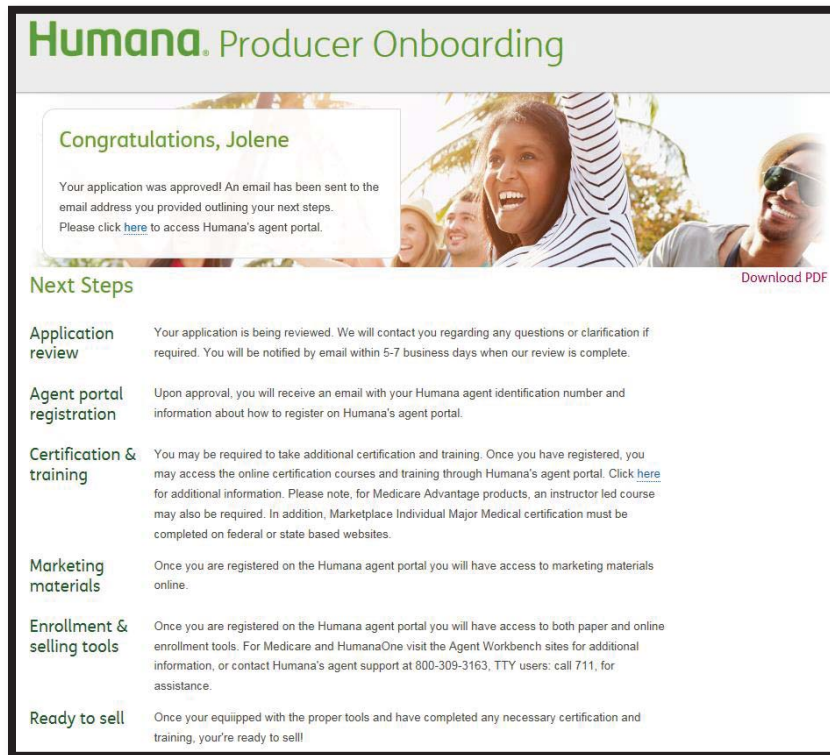 Humana® Producer Onboarding
Congratulations, Jolene
Your application was approved! An email has been sent to the
email address you provided outlining your next steps.
Please click here to access Humana's agent portal.
Download PDF
Next Steps
Application
review
Your application is being reviewed. We will contact you regarding any questions or clarification if
required. You will be notified by email within 5-7 business days when our review is complete.
Agent portal
registration
Upon approval, you will receive an email with your Humana agent identification number and
information about how to register on Humana's agent portal.
Certification &
training
You may be required to take additional certification and training. Once you have registered, you
may access the online certification courses and training through Humana's agent portal. Click here
for additional information. Please note, for Medicare Advantage products, an instructor led course
may also be required. In addition, Marketplace Individual Major Medical certification must be
completed on federal or state based websites.
Marketing
materials
Once you are registered on the Humana agent portal you will have access to marketing materials
online.
Enrollment &
selling tools
Once you are registered on the Humana agent portal you will have access to both paper and online
enrollment tools. For Medicare and HumanaOne visit the Agent Workbench sites for additional
information, or contact Humana's agent support at 800-309-3163, TTY users: call 711, for
assistance.
Ready to sell
Once your equiipped with the proper tools and have completed any necessary certification and
training, your're ready to sell!